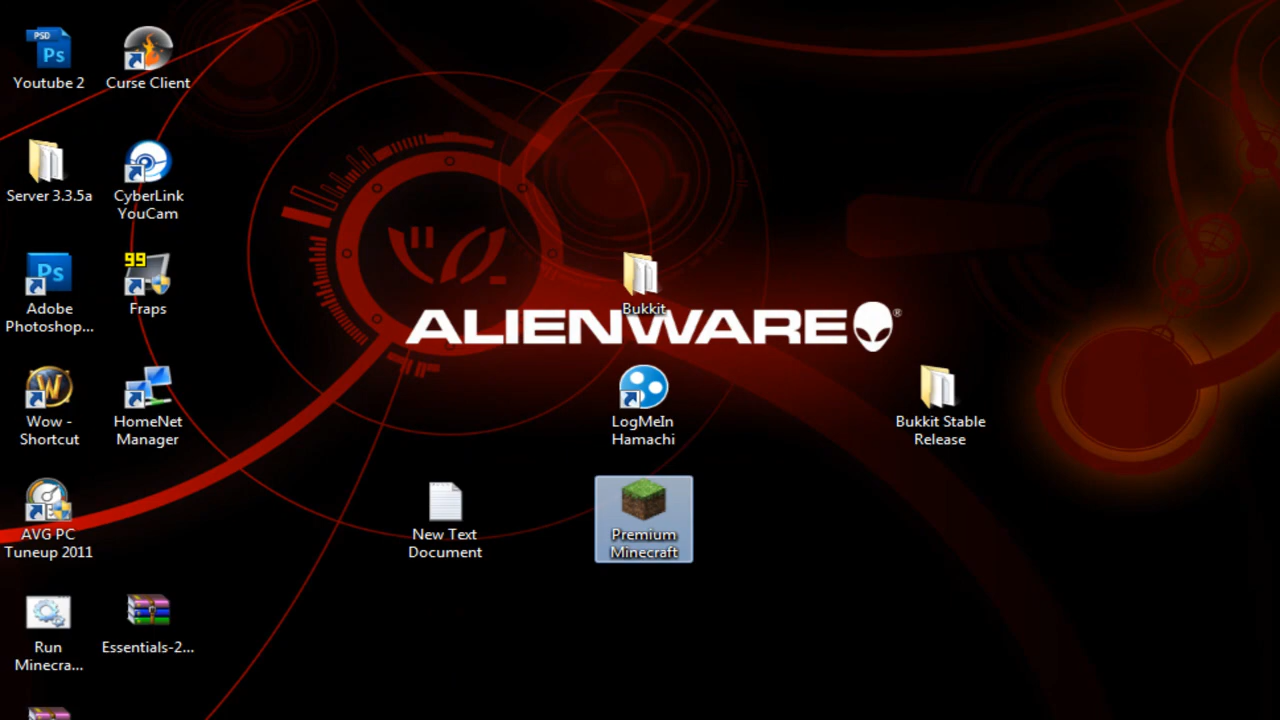 PSD
Ps
Youtube 2
Curse Client
Server 3.3.5a
CyberLink
YouCam
Ps
Adobe
Photoshop...
99
Fraps
Bukkit
ALIENWARE®
W
Wow -
Shortcut
HomeNet
Manager
LogMeIn
Hamachi
Bukkit Stable
Release
AVG PC
Tuneup 2011
New Text
Document
Premium
Minecraft
Run
Minecra...
Essentials-2...